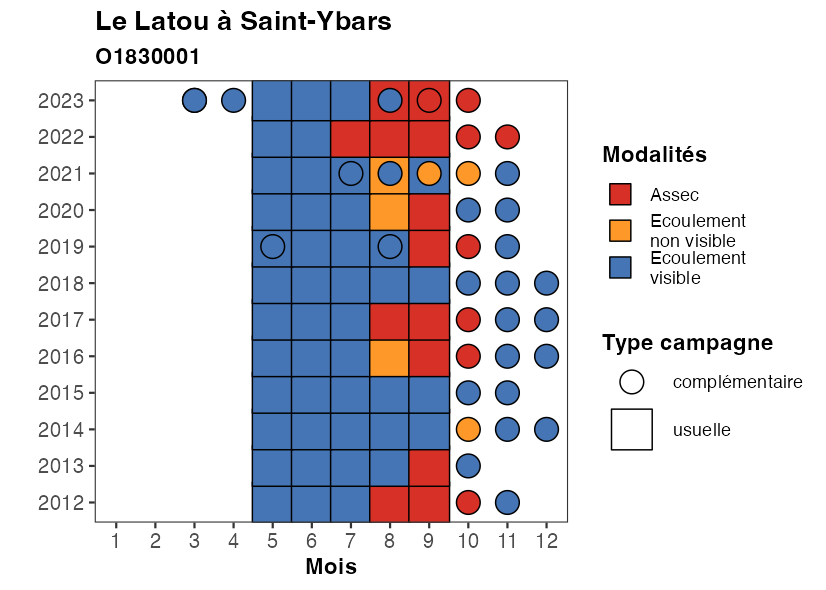 Le Latou à Saint-Ybars
O1830001
2023
2022
2021
2020
2019
2018
2017
2016
2015
2014
2013
2012
1 2 3 4 5 6 7 8 9 10 11 12
Mois
Modalités
Assec
Ecoulement
non visible
Ecoulement
visible
Type campagne
complémentaire
usuelle